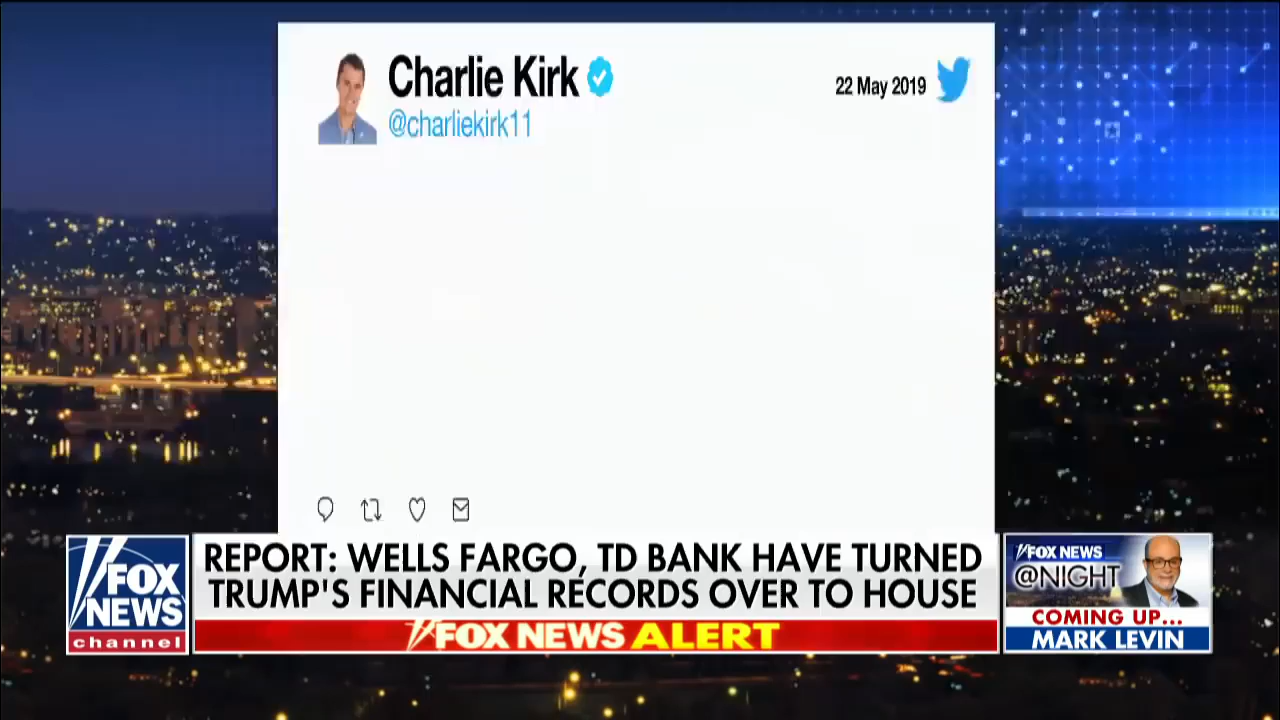 Charlie Kirk
22 May 2019
@charliekirk11
REPORT: WELLS FARGO, TD BANK HAVE TURNED
TRUMP'S FINANCIAL RECORDS OVER TO HOUSE
FOX NEWS ALERT
FOX
NEWS
channel
FOX NEWS
@NIGHT
COMING UP...
MARK LEVIN